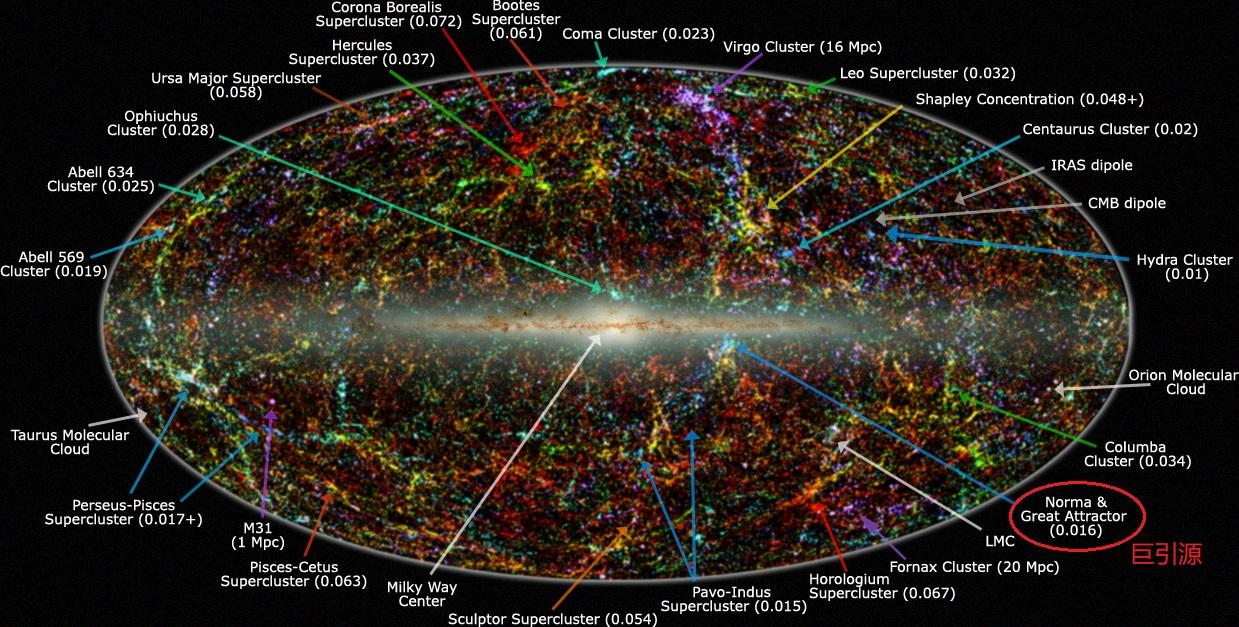 Corona Borealis
Supercluster (0.072)
Bootes
Supercluster
(0.061)
Coma Cluster (0.023)
Virgo Cluster (16 Mpc)
Hercules
Supercluster (0.037)
Leo Supercluster (0.032)
Ursa Major Supercluster
(0.058)
Shapley Concentration (0.048+)
Ophiuchus
Cluster (0.028)
Centaurus Cluster (0.02)
IRAS dipole
Abell 634
Cluster (0.025)
CMB dipole
Abell 569
Cluster (0.019)
Hydra Cluster
(0.01)
Orion Molecular
Cloud
Taurus Molecular
Cloud
Columba
Cluster (0.034)
Perseus-Pisces
Supercluster (0.017+)
Norma &
Great Attractor
(0.016)
巨引源
M31
(1 Mpc)
LMC
Pisces-Cetus
Supercluster (0.063)
Fornax Cluster (20 Mpc)
Milky Way
Center
Horologium
Supercluster (0.067)
Pavo-Indus
Supercluster (0.015)
Sculptor Supercluster (0.054)